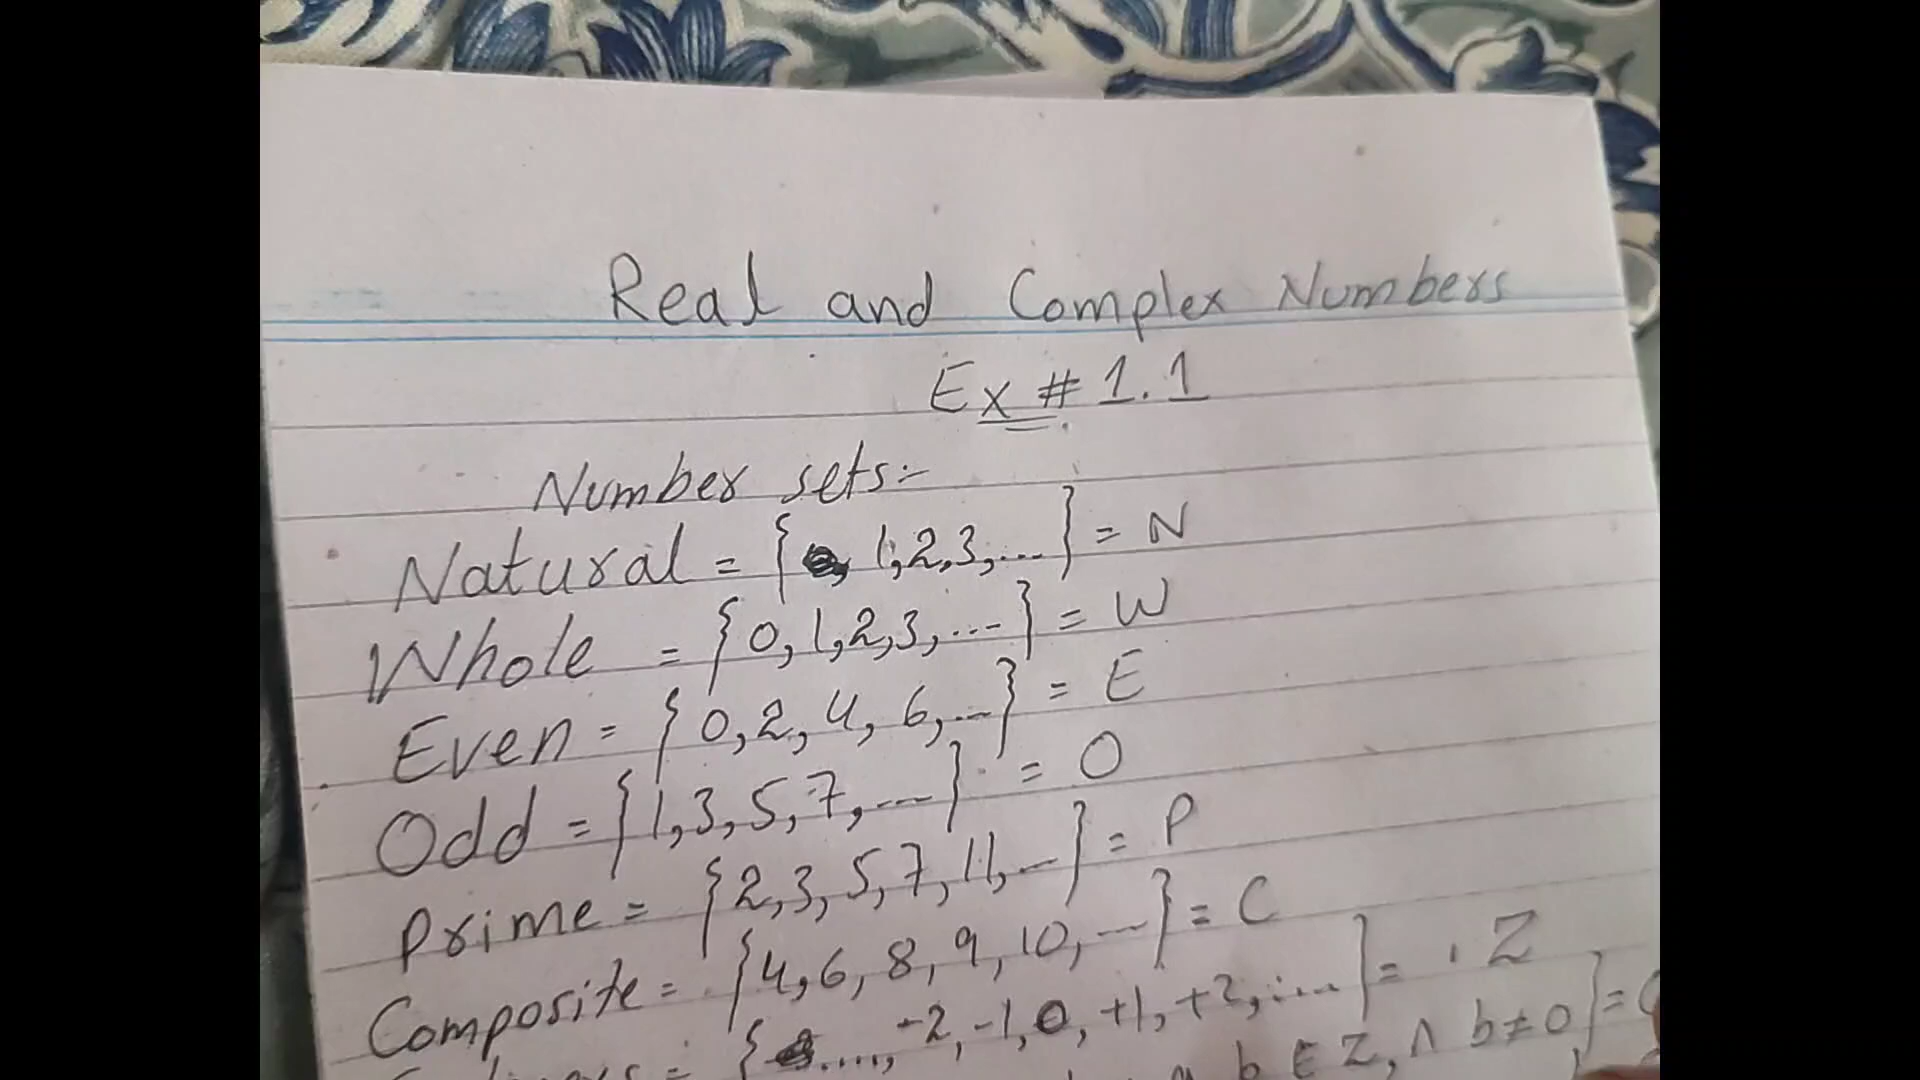 Real and Complex Numbers
Ex # 1.1
Number sets:-
Natural = { 1,2,3,... } = N
Whole = { 0,1,2,3,... } = W
Even = { 0,2,4,6,... } = E
Odd = { 1,3,5,7,... } = O
Prime = { 2,3,5,7,11,... } = P
Composite = { 4,6,8,9,10,... } = C
= { ...., -2,-1,0,+1,+2,.... } = Z
b ∈ Z, ∧ b≠0 } =